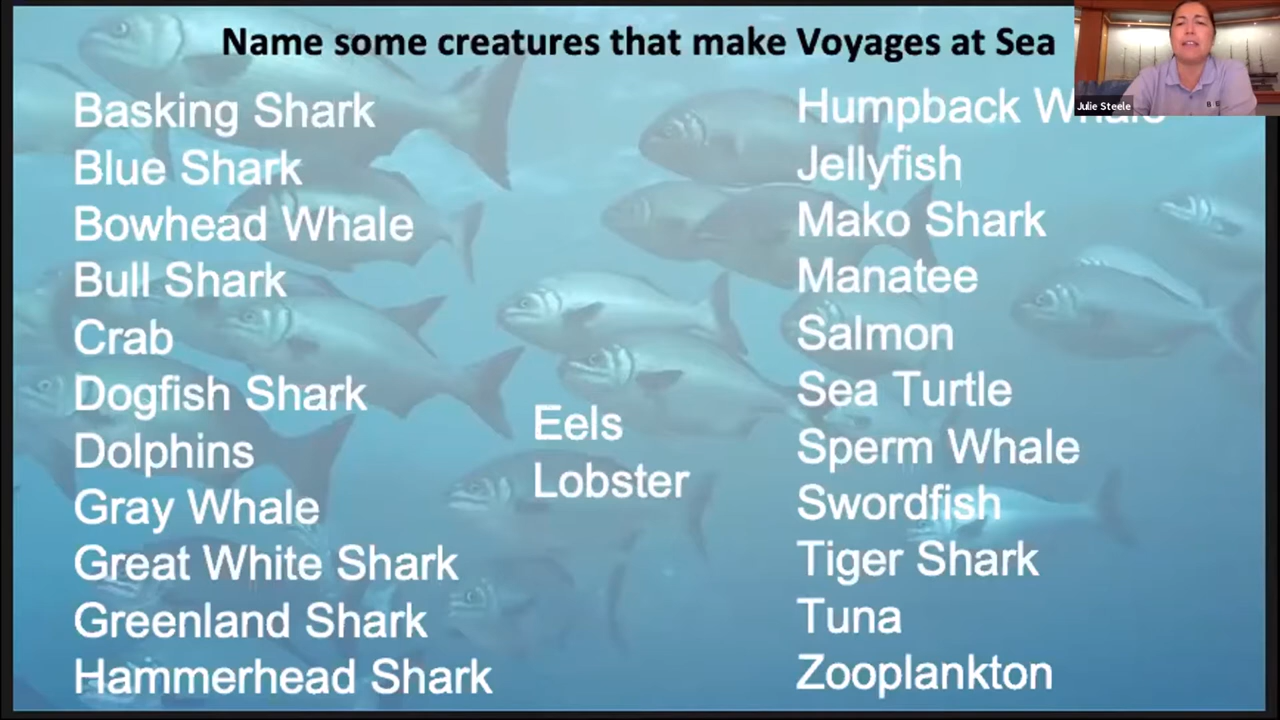 Name some creatures that make Voyages at Sea
Basking Shark
Blue Shark
Bowhead Whale
Bull Shark
Crab
Dogfish Shark
Dolphins
Gray Whale
Great White Shark
Greenland Shark
Hammerhead Shark
Eels
Lobster
Humpback Whale
Jellyfish
Mako Shark
Manatee
Salmon
Sea Turtle
Sperm Whale
Swordfish
Tiger Shark
Tuna
Zooplankton
Julie Steele